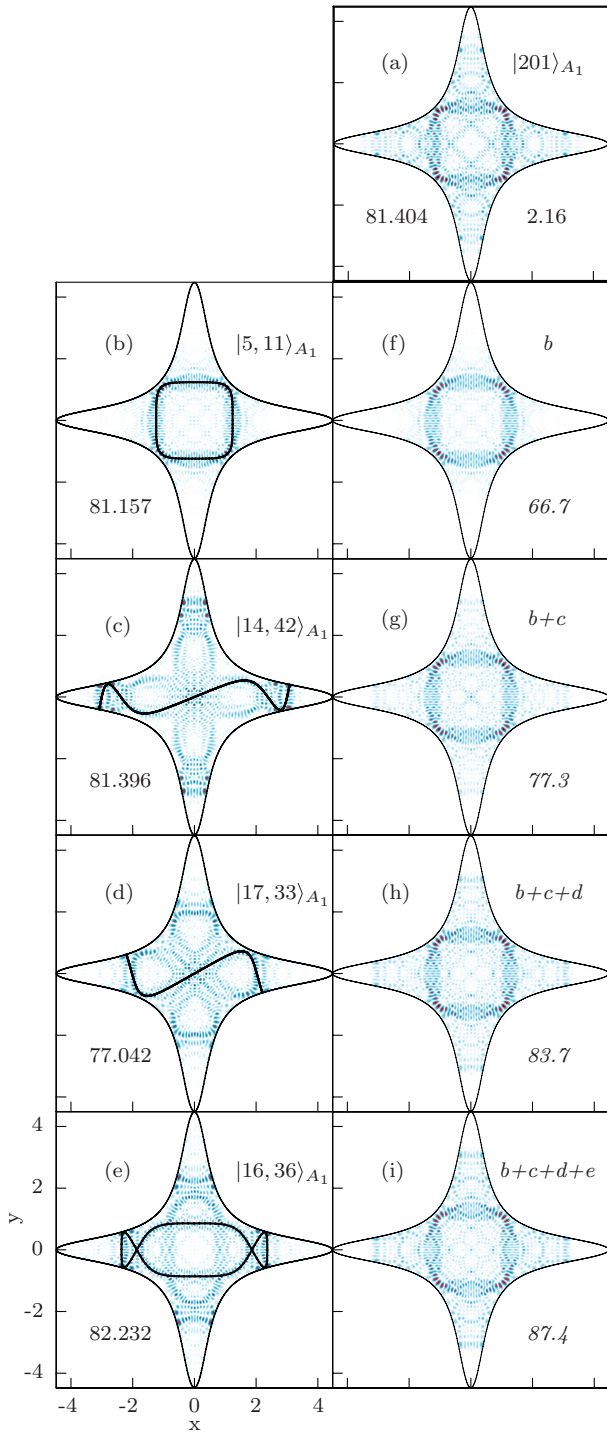 (a) |201⟩A₁
81.404 2.16
(b) |5, 11⟩A₁ (f) b
81.157 66.7
(c) |14, 42⟩A₁ (g) b+c
81.396 77.3
(d) |17, 33⟩A₁ (h) b+c+d
77.042 83.7
4
(e) |16, 36⟩A₁ (i) b+c+d+e
2
y 0
-2
82.232 87.4
-4
-4 -2 0 2 4
x